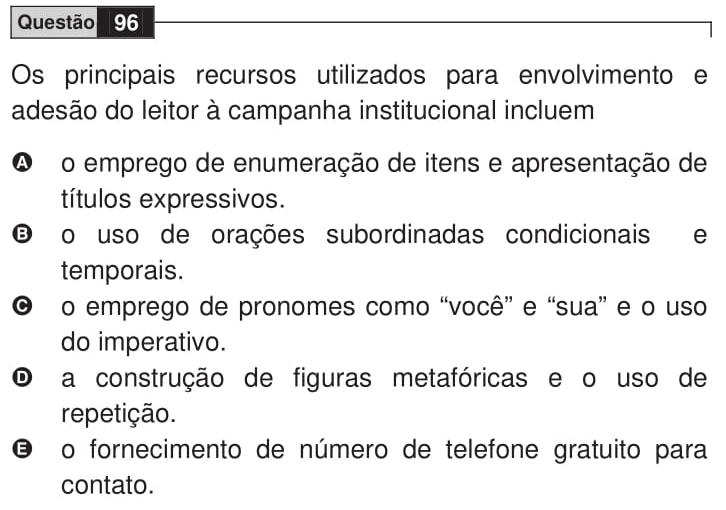 Questão 96
Os principais recursos utilizados para envolvimento e
adesão do leitor à campanha institucional incluem
A o emprego de enumeração de itens e apresentação de
títulos expressivos.
B o uso de orações subordinadas condicionais e
temporais.
C o emprego de pronomes como “você” e “sua” e o uso
do imperativo.
D a construção de figuras metafóricas e o uso de
repetição.
E o fornecimento de número de telefone gratuito para
contato.